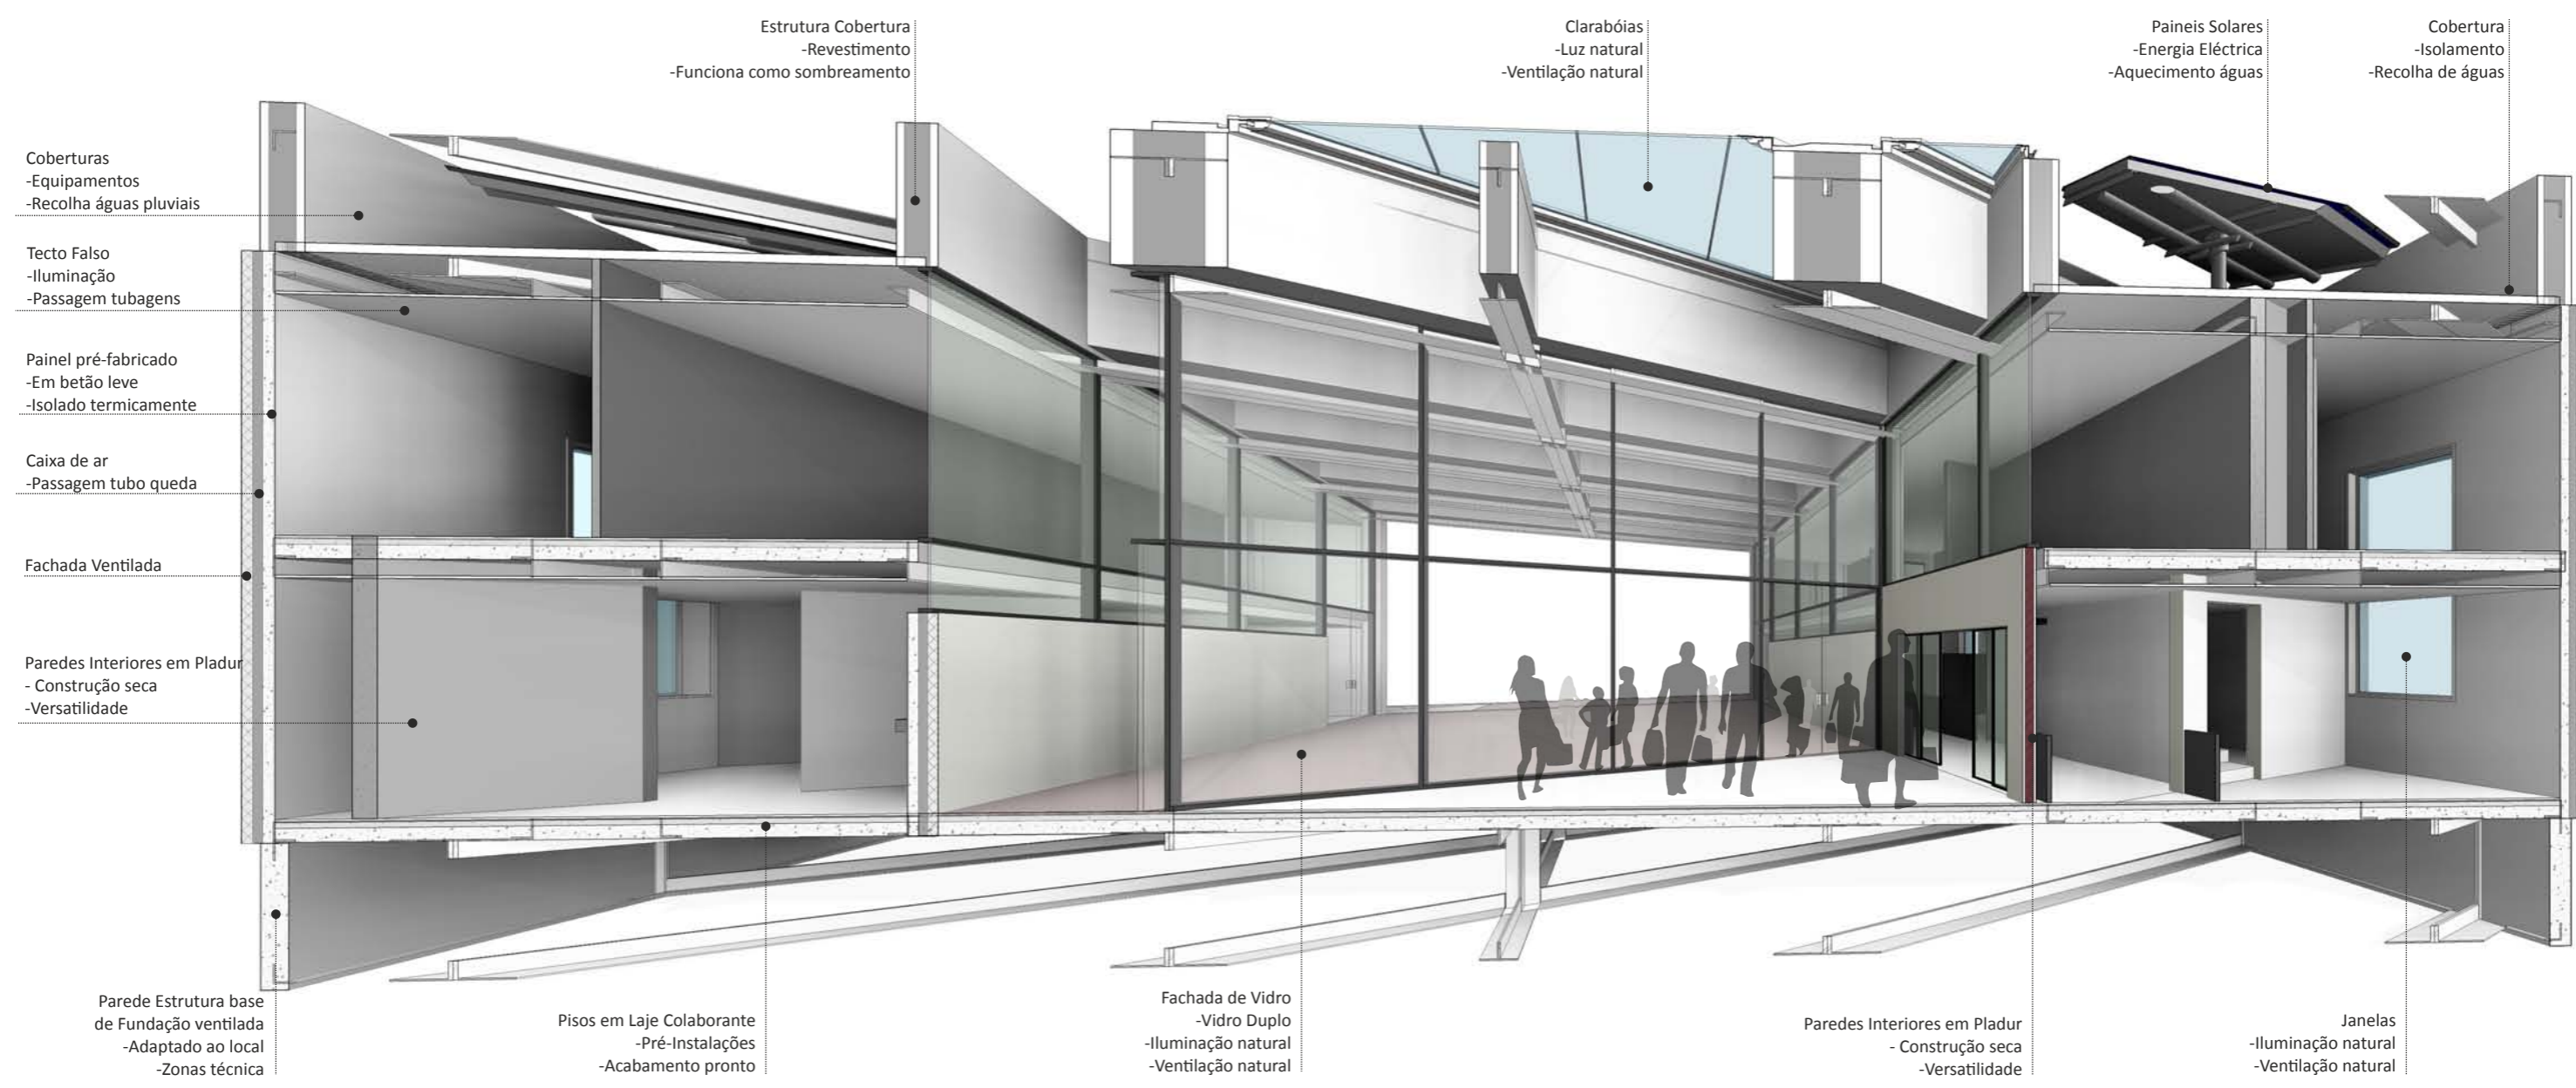 Estrutura Cobertura
-Revestimento
-Funciona como sombreamento
Clarabóias
-Luz natural
-Ventilação natural
Paineis Solares
-Energia Eléctrica
-Aquecimento águas
Cobertura
-Isolamento
-Recolha de águas
Coberturas
-Equipamentos
-Recolha águas pluviais
Tecto Falso
-Iluminação
-Passagem tubagens
Painel pré-fabricado
-Em betão leve
-Isolado termicamente
Caixa de ar
-Passagem tubo queda
Fachada Ventilada
Paredes Interiores em Pladur
- Construção seca
-Versatilidade
Parede Estrutura base
de Fundação ventilada
-Adaptado ao local
-Zonas técnica
Pisos em Laje Colaborante
-Pré-Instalações
-Acabamento pronto
Fachada de Vidro
-Vidro Duplo
-Iluminação natural
-Ventilação natural
Paredes Interiores em Pladur
- Construção seca
-Versatilidade
Janelas
-Iluminação natural
-Ventilação natural